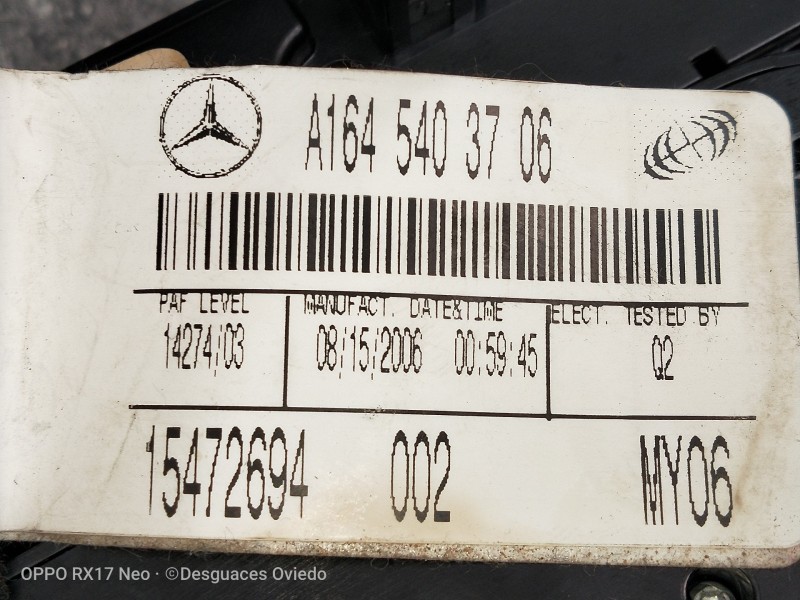 A164 540 37 06
PAF LEVEL MANUFACT. DATE&TIME ELECT. TESTED BY
14274/03 08/15/2006 00:59:45 Q2
15472694 002 MY06
OPPO RX17 Neo · ©Desguaces Oviedo